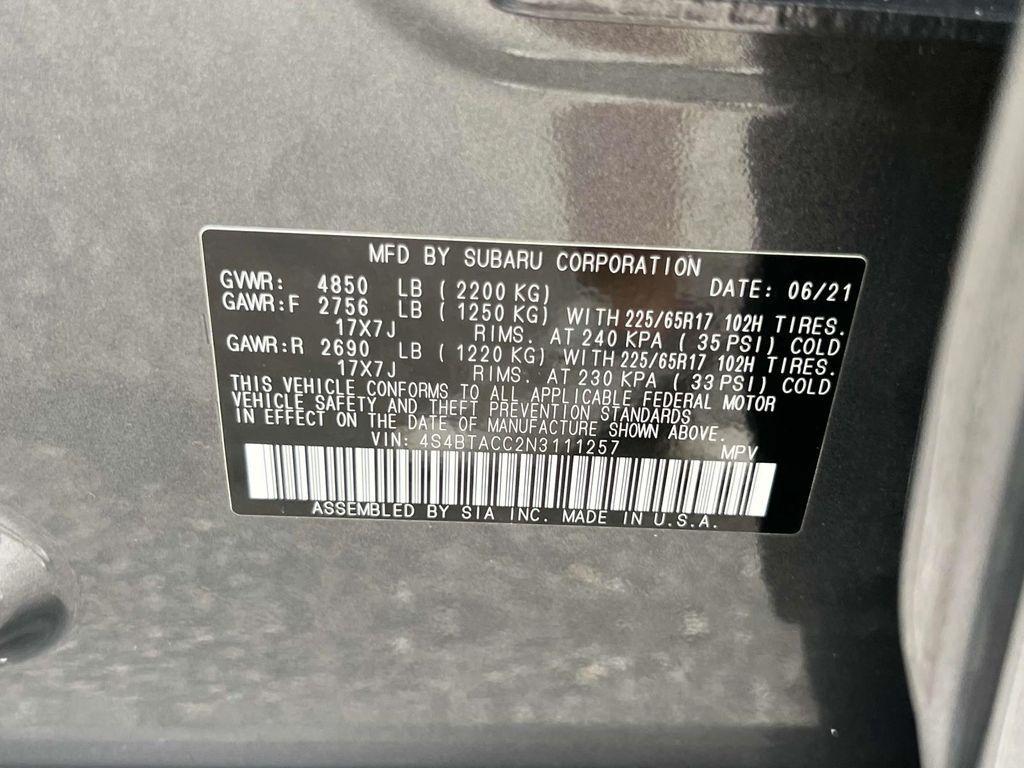 MFD BY SUBARU CORPORATION
GVWR: 4850 LB ( 2200 KG) DATE: 06/21
GAWR:F 2756 LB ( 1250 KG) WITH 225/65R17 102H TIRES.
17X7J RIMS. AT 240 KPA ( 35 PSI) COLD
GAWR:R 2690 LB ( 1220 KG) WITH 225/65R17 102H TIRES.
17X7J RIMS. AT 230 KPA ( 33 PSI) COLD
THIS VEHICLE CONFORMS TO ALL APPLICABLE FEDERAL MOTOR
VEHICLE SAFETY AND THEFT PREVENTION STANDARDS
IN EFFECT ON THE DATE OF MANUFACTURE SHOWN ABOVE.
VIN: 4S4BTACC2N3111257 MPV
ASSEMBLED BY SIA INC. MADE IN U.S.A.